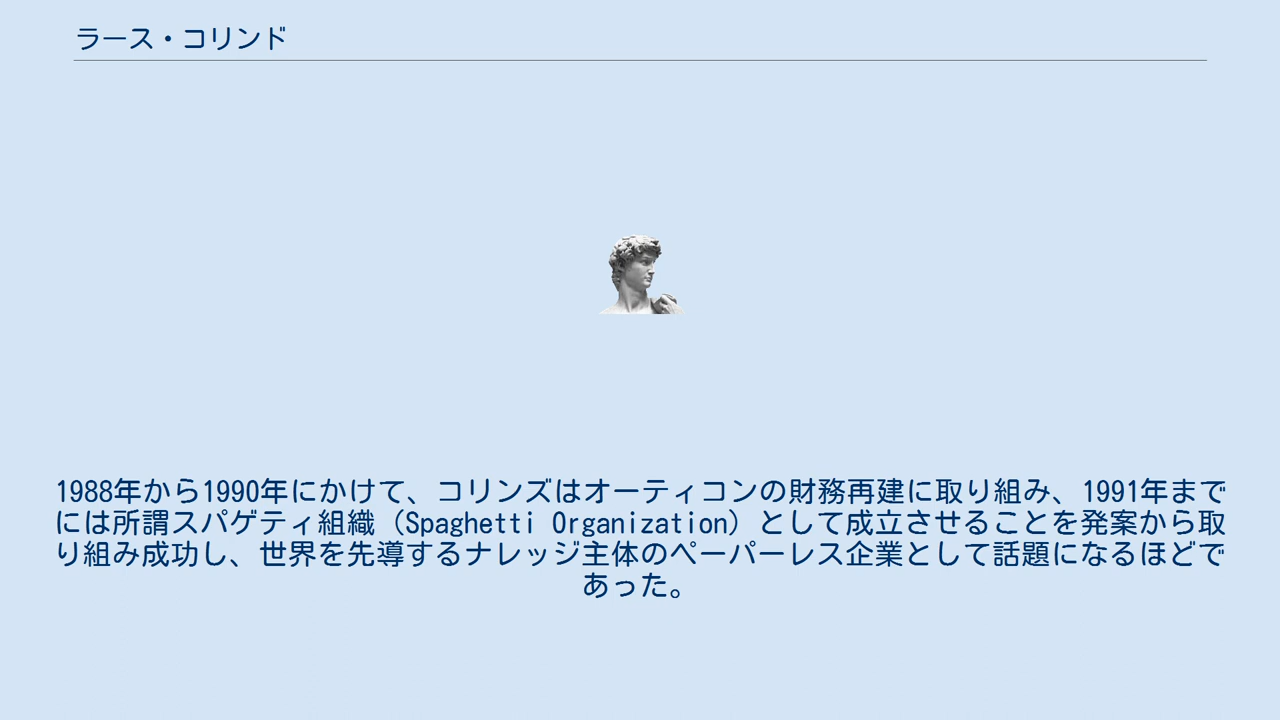 ラース・コリンド
1988年から1990年にかけて、コリンズはオーティコンの財務再建に取り組み、1991年まで
には所謂スパゲティ組織（Spaghetti Organization）として成立させることを発案から取
り組み成功し、世界を先導するナレッジ主体のペーパーレス企業として話題になるほどで
あった。